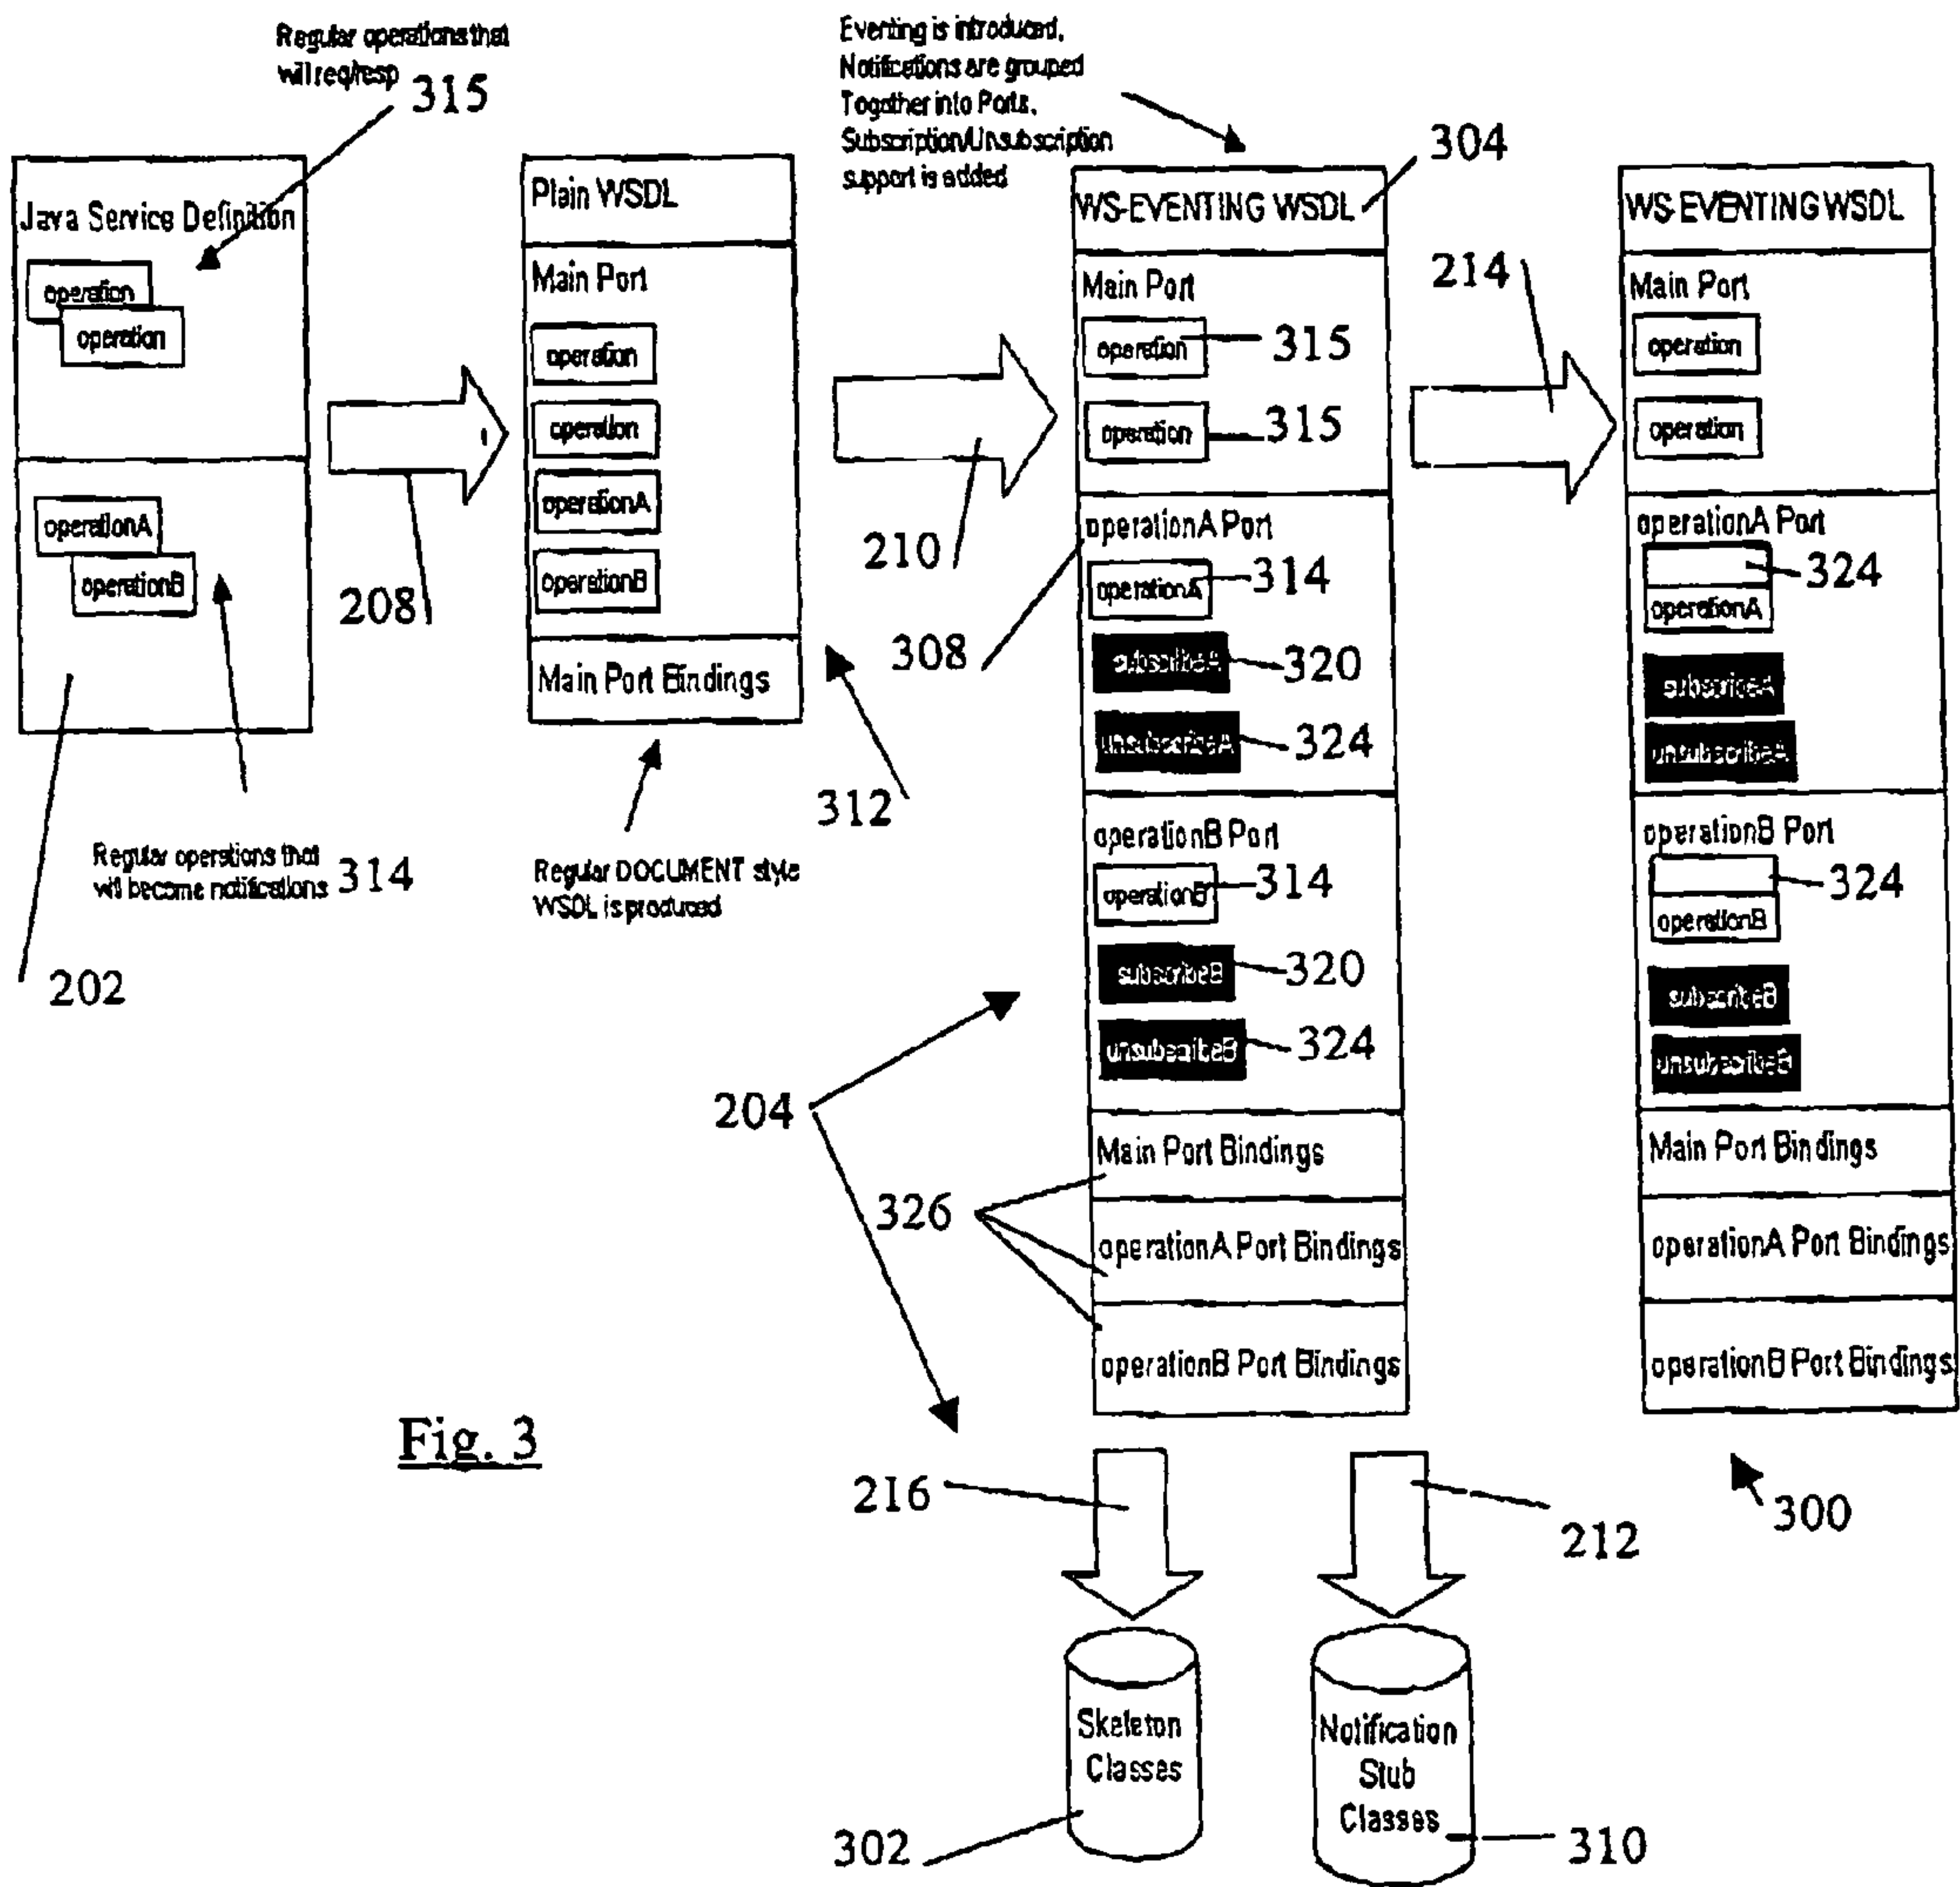 Regular operations that
will req/resp 315
Java Service Definition
operation
operation
operationA
operationB
202
Regular operations that
will become notifications 314
208
Plain WSDL
Main Port
operation
operation
operationA
operationB
Main Port Bindings
312
Regular DOCUMENT style
WSDL is produced
Eventing is introduced,
Notifications are grouped
Together into Ports,
Subscription/Unsubscription
support is added
210
304
WS-EVENTING WSDL
Main Port
operation 315
operation 315
operationA Port
308
operationA 314
subscribeA 320
unsubscribeA 324
operationB Port
operationB 314
subscribeB 320
unsubscribeB 324
204
Main Port Bindings
326
operationA Port Bindings
operationB Port Bindings
214
WS-EVENTING WSDL
Main Port
operation
operation
operationA Port
324
operationA
subscribeA
unsubscribeA
operationB Port
324
operationB
subscribeB
unsubscribeB
Main Port Bindings
operationA Port Bindings
operationB Port Bindings
300
Fig. 3
216
212
Skeleton
Classes
302
Notification
Stub
Classes
310